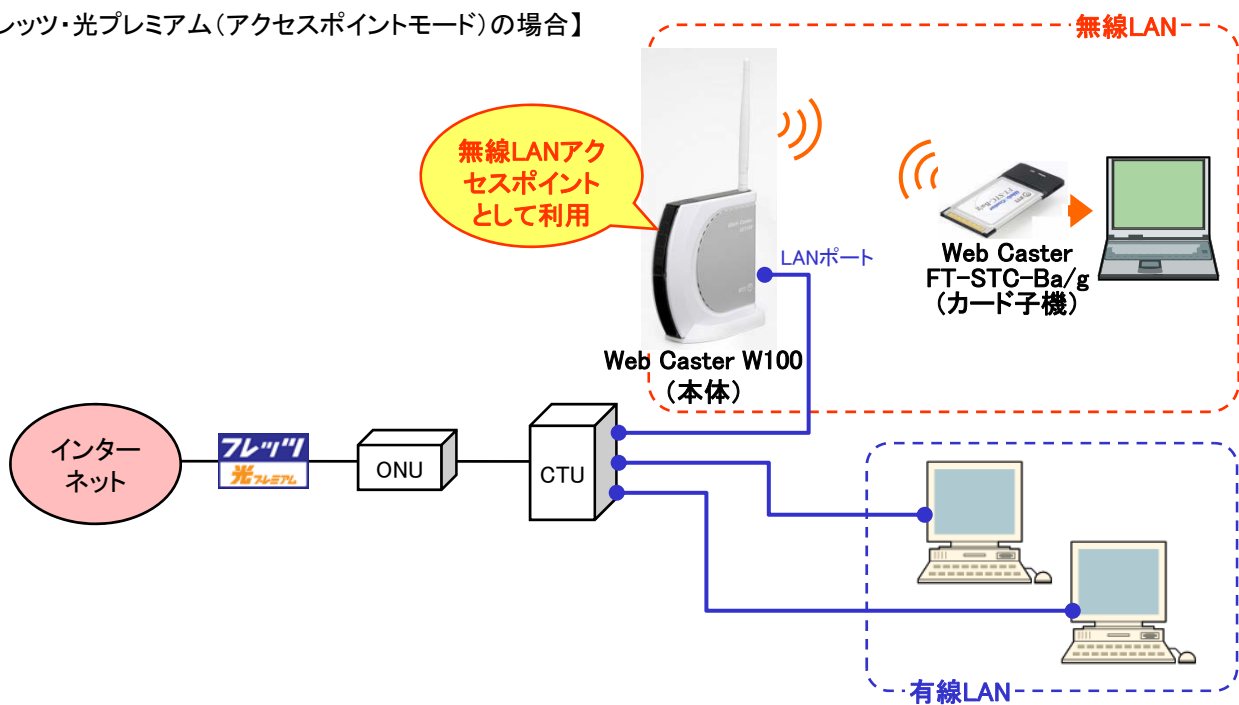 レッツ・光プレミアム（アクセスポイントモード）の場合】
無線LAN
無線LANアク
セスポイント
として利用
LANポート
Web Caster
FT-STC-Ba/g
（カード子機）
Web Caster W100
（本体）
インター
ネット
フレッツ
光プレミアム
ONU
CTU
有線LAN